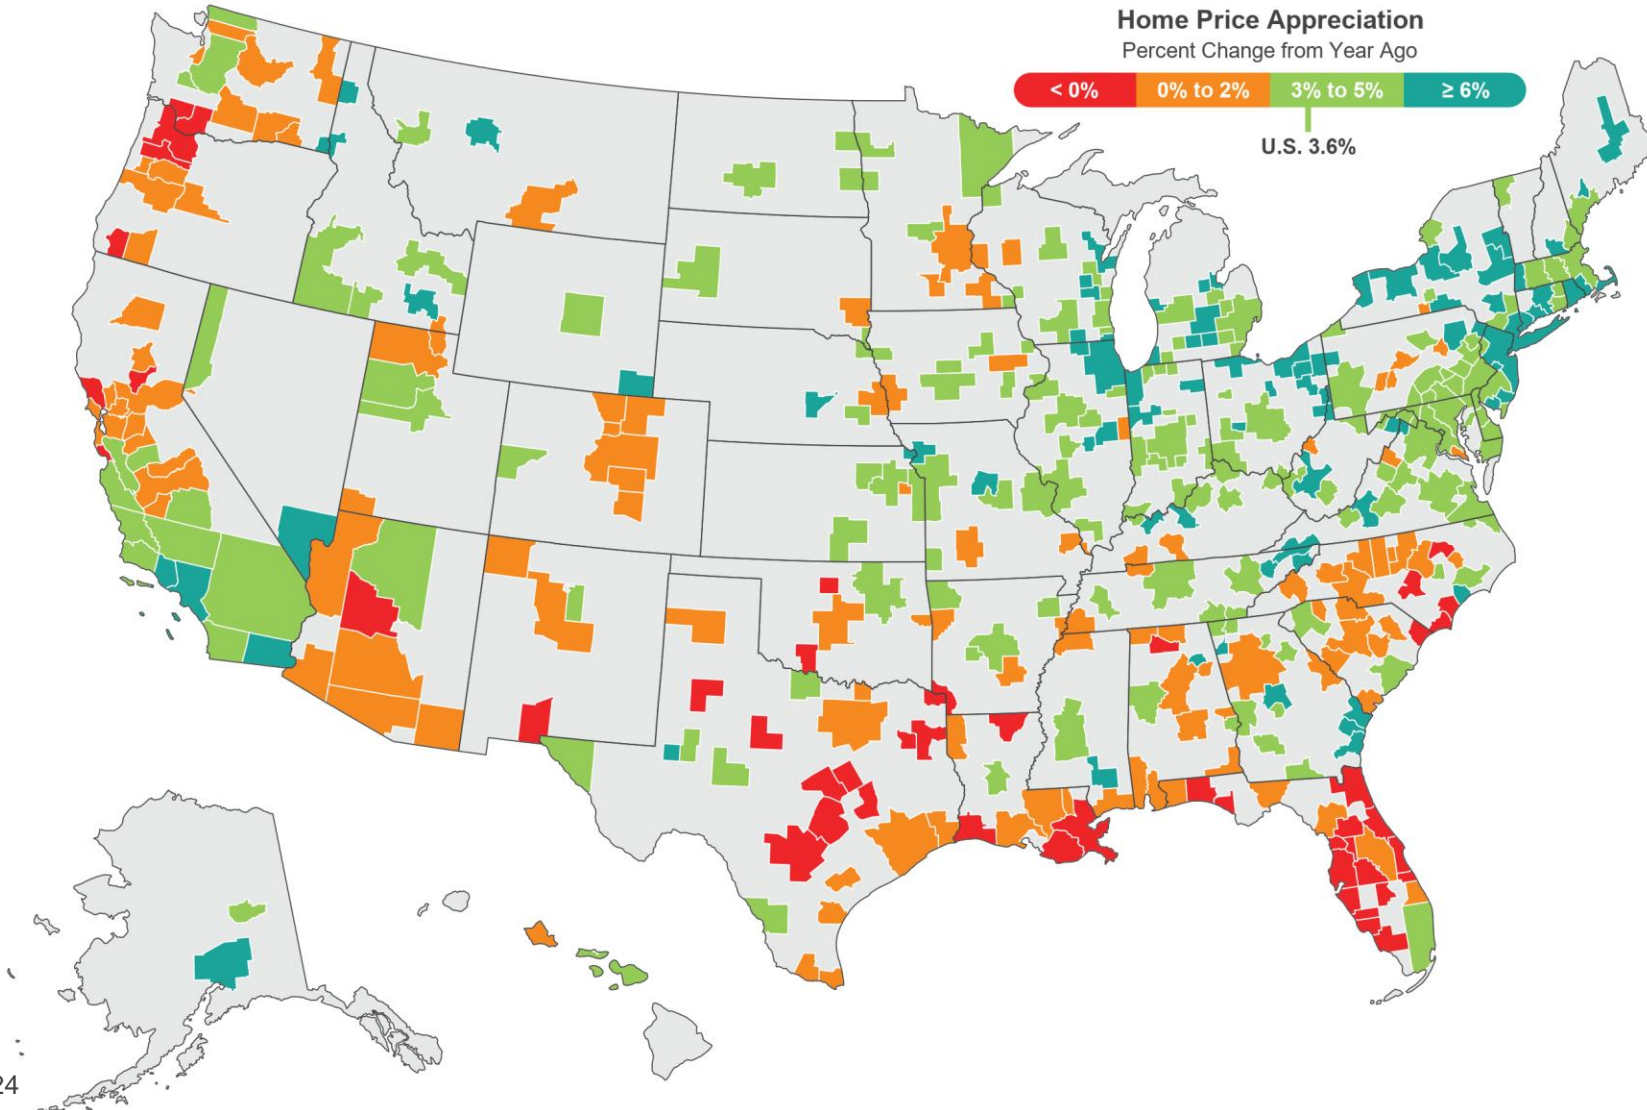 Home Price Appreciation
Percent Change from Year Ago
< 0% 0% to 2% 3% to 5% ≥ 6%
U.S. 3.6%
24